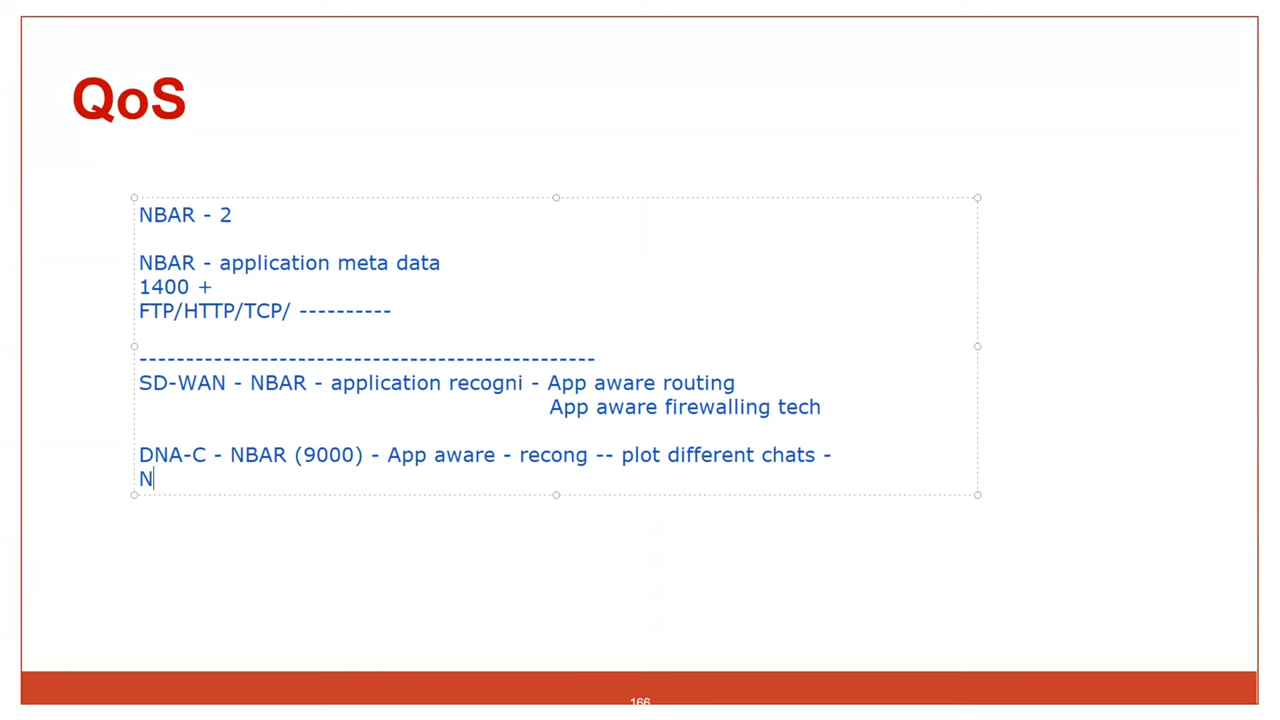 QoS
NBAR - 2
NBAR - application meta data
1400 +
FTP/HTTP/TCP/ ----------
-------------------------------------------------
SD-WAN - NBAR - application recogni - App aware routing
App aware firewalling tech
DNA-C - NBAR (9000) - App aware - recong -- plot different chats -
N
166